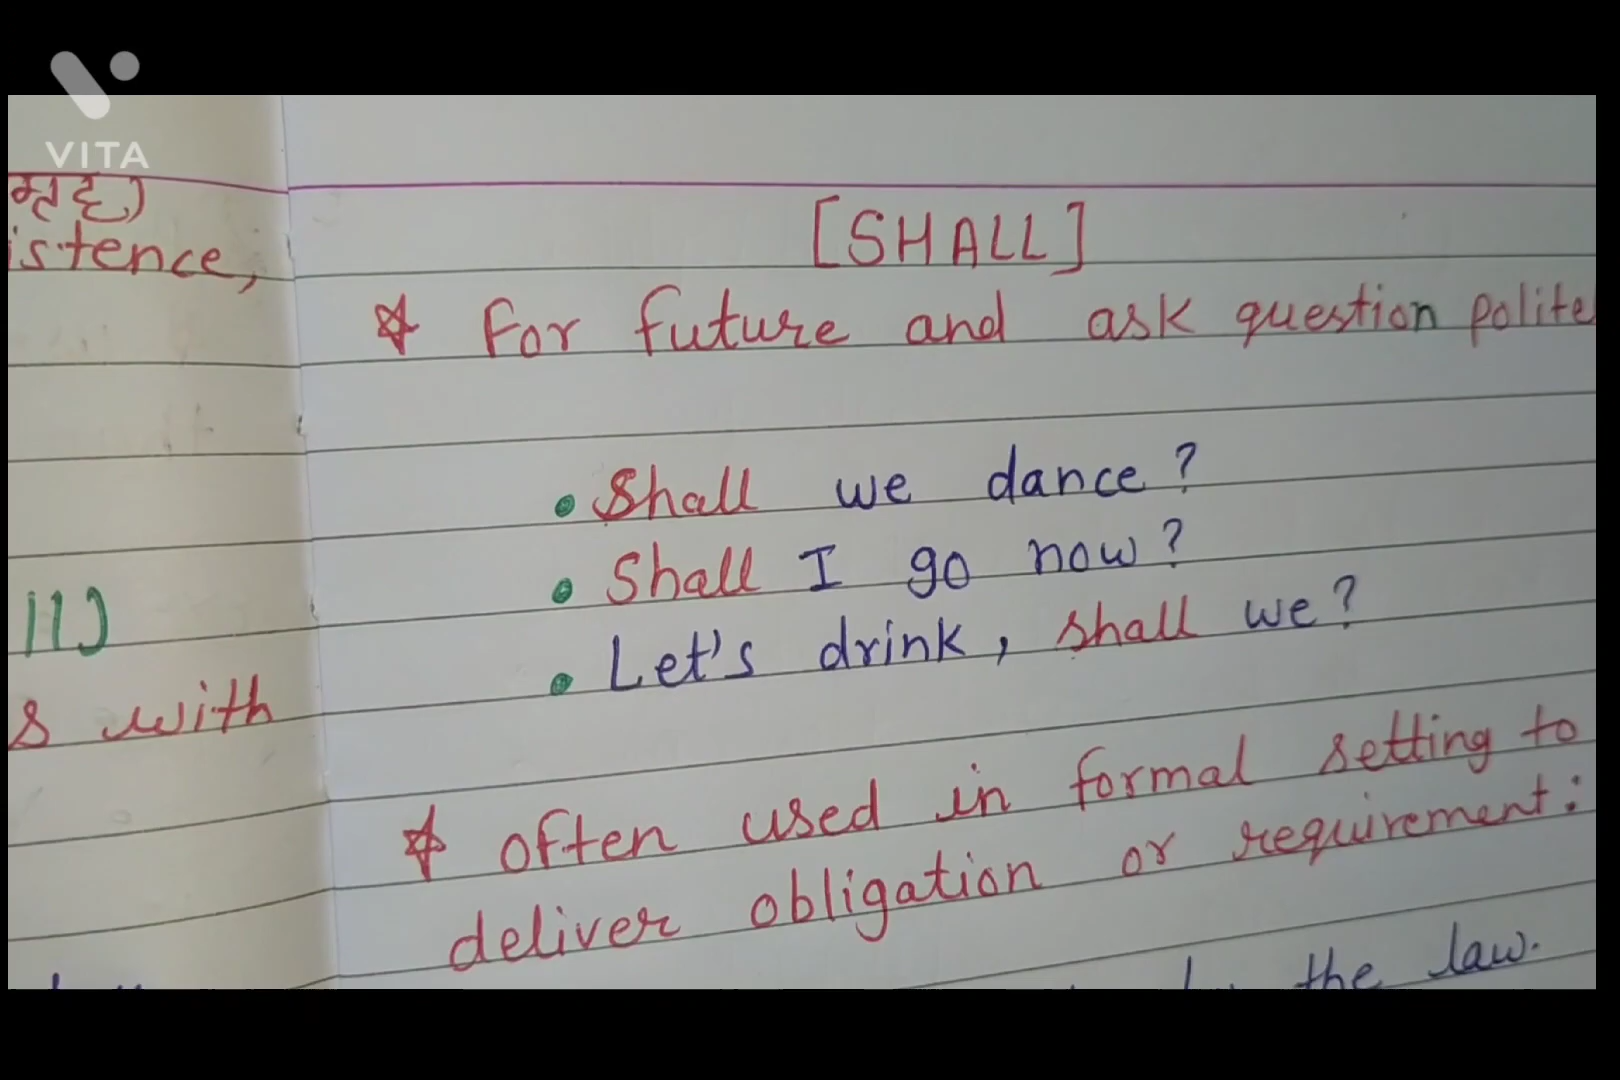 VITA
istence,
11)
s with
[SHALL]
For future and ask question polite
• Shall we dance?
• Shall I go now?
• Let's drink, shall we?
often used in formal setting to
deliver obligation or requirement:
the law.